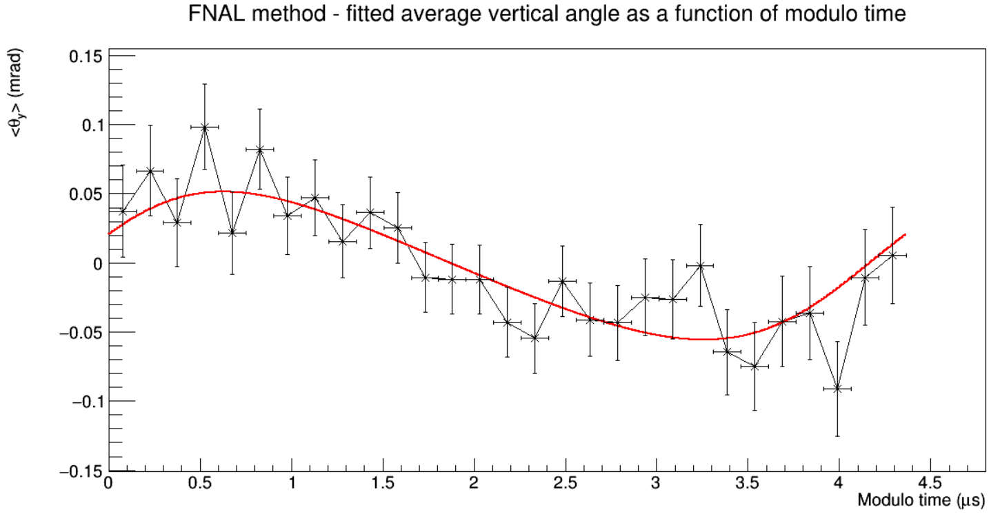 FNAL method - fitted average vertical angle as a function of modulo time
<θy> (mrad)
0.15
0.1
0.05
0
−0.05
−0.1
−0.15
0 0.5 1 1.5 2 2.5 3 3.5 4 4.5
Modulo time (μs)